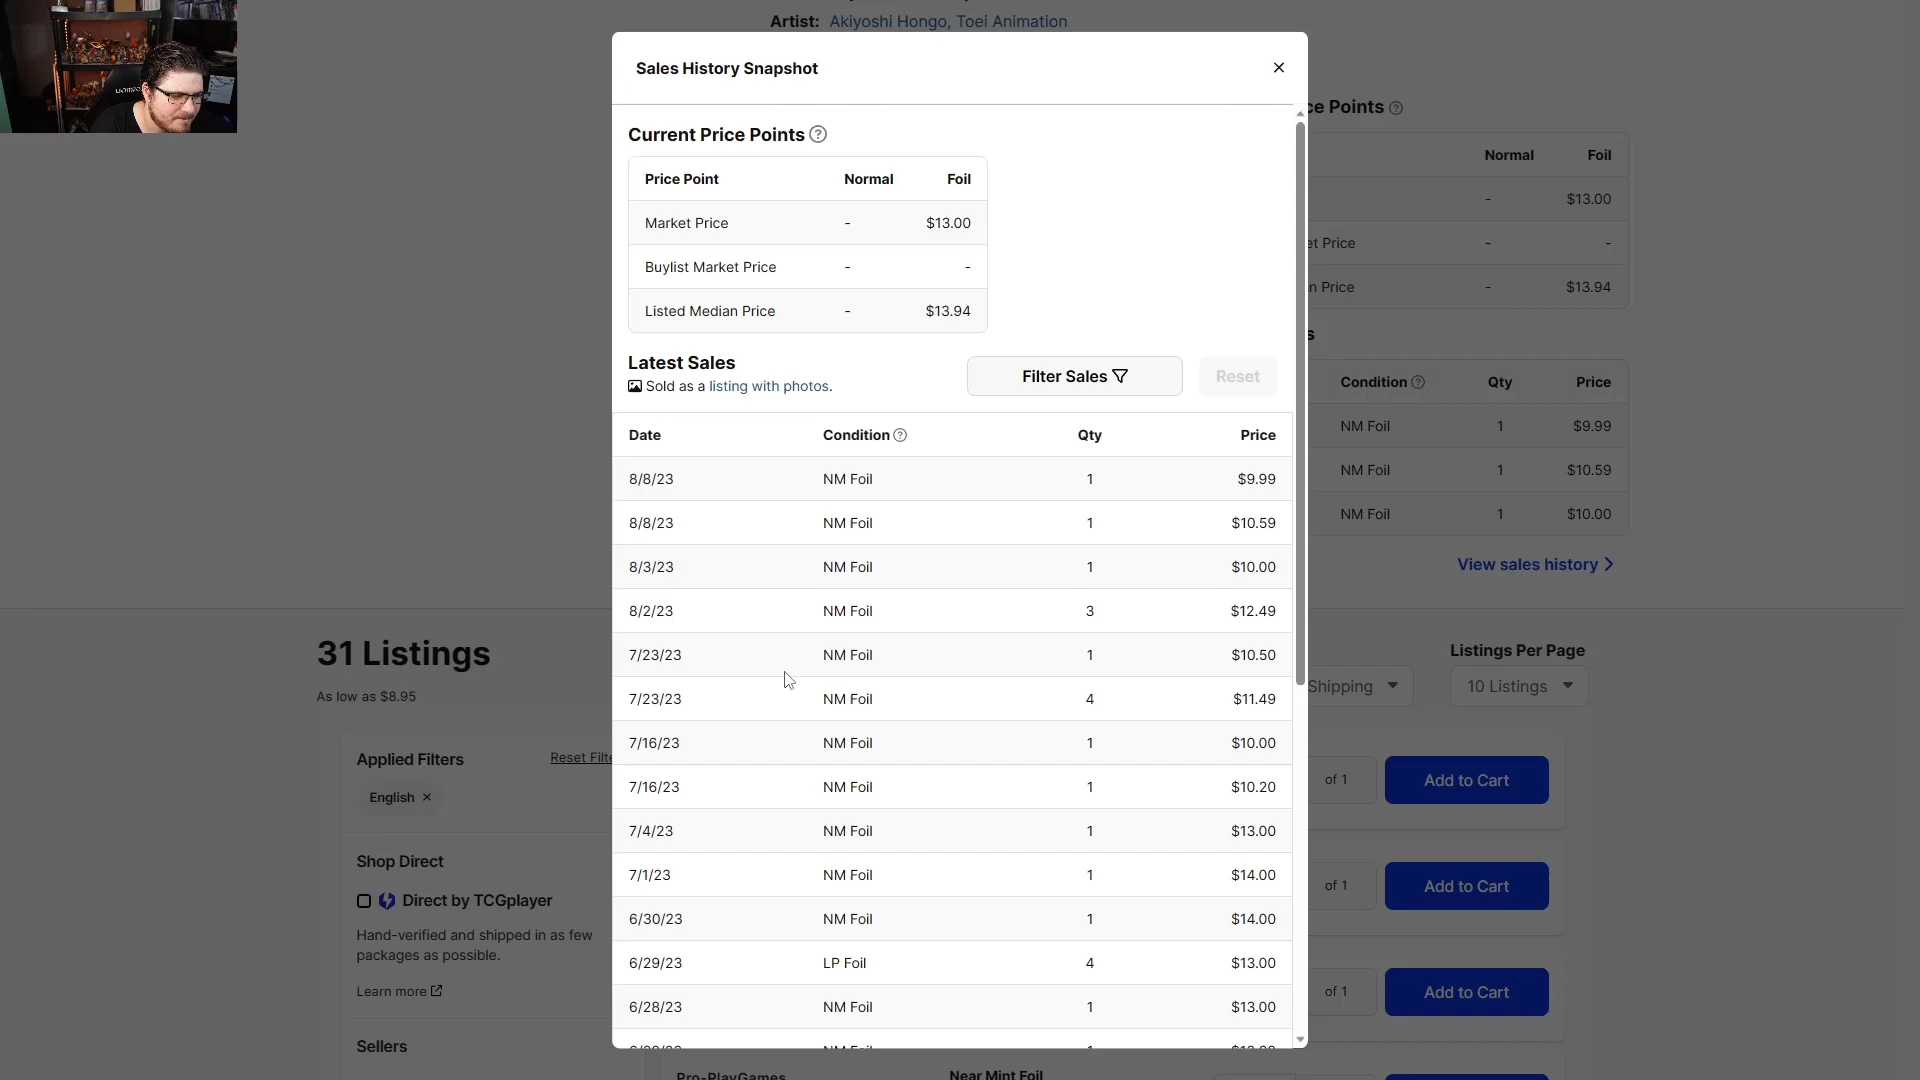 Artist: Akiyoshi Hongo, Toei Animation
Sales History Snapshot
Current Price Points
ce Points
Price Point Normal Foil
Market Price - $13.00
Buylist Market Price - -
Listed Median Price - $13.94
Normal Foil
- $13.00
et Price - -
n Price - $13.94
s
Latest Sales
Sold as a listing with photos.
Filter Sales
Reset
Date Condition Qty Price
8/8/23 NM Foil 1 $9.99
8/8/23 NM Foil 1 $10.59
8/3/23 NM Foil 1 $10.00
8/2/23 NM Foil 3 $12.49
7/23/23 NM Foil 1 $10.50
7/23/23 NM Foil 4 $11.49
7/16/23 NM Foil 1 $10.00
7/16/23 NM Foil 1 $10.20
7/4/23 NM Foil 1 $13.00
7/1/23 NM Foil 1 $14.00
6/30/23 NM Foil 1 $14.00
6/29/23 LP Foil 4 $13.00
6/28/23 NM Foil 1 $13.00
Condition Qty Price
NM Foil 1 $9.99
NM Foil 1 $10.59
NM Foil 1 $10.00
View sales history
31 Listings
As low as $8.95
Listings Per Page
Shipping
10 Listings
Applied Filters
Reset Filte
English
Shop Direct
Direct by TCGplayer
Hand-verified and shipped in as few
packages as possible.
Learn more
Sellers
of 1 Add to Cart
of 1 Add to Cart
of 1 Add to Cart
Pro-PlayGames
Near Mint Foil